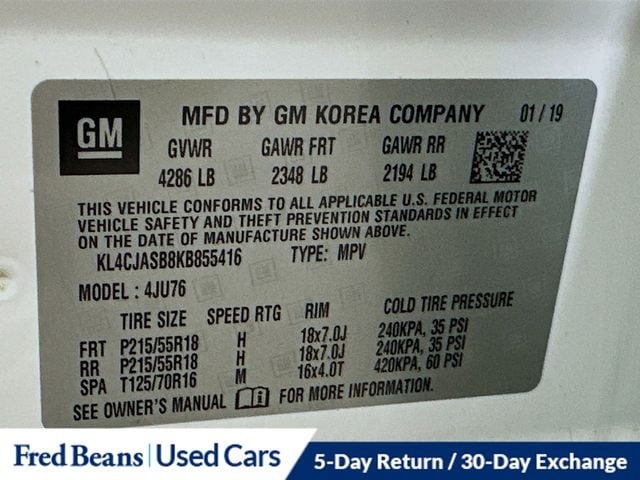 GM
MFD BY GM KOREA COMPANY 01 / 19
GVWR GAWR FRT GAWR RR
4286 LB 2348 LB 2194 LB
THIS VEHICLE CONFORMS TO ALL APPLICABLE U.S. FEDERAL MOTOR
VEHICLE SAFETY AND THEFT PREVENTION STANDARDS IN EFFECT
ON THE DATE OF MANUFACTURE SHOWN ABOVE.
KL4CJASB8KB855416 TYPE: MPV
MODEL : 4JU76
TIRE SIZE SPEED RTG RIM COLD TIRE PRESSURE
FRT P215/55R18 H 18x7.0J 240KPA, 35 PSI
RR P215/55R18 H 18x7.0J 240KPA, 35 PSI
SPA T125/70R16 M 16x4.0T 420KPA, 60 PSI
SEE OWNER'S MANUAL FOR MORE INFORMATION.
Fred Beans | Used Cars 5-Day Return / 30-Day Exchange